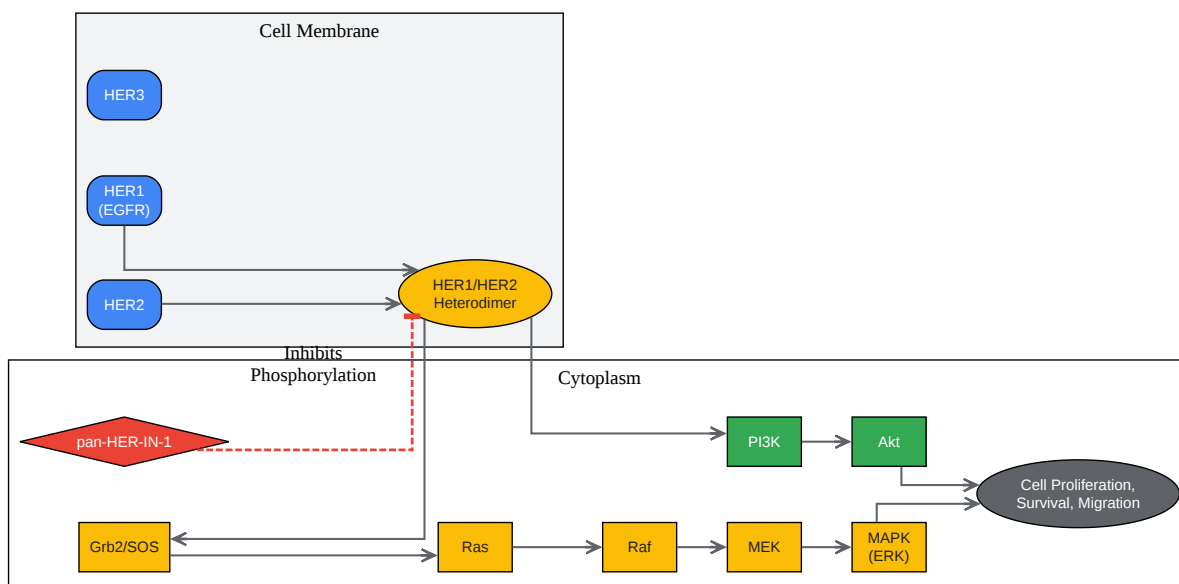 Cell Membrane
HER3
HER1
(EGFR)
HER2
HER1/HER2
Heterodimer
Inhibits
Phosphorylation
Cytoplasm
pan-HER-IN-1
PI3K
Akt
Cell Proliferation,
Survival, Migration
Grb2/SOS
Ras
Raf
MEK
MAPK
(ERK)